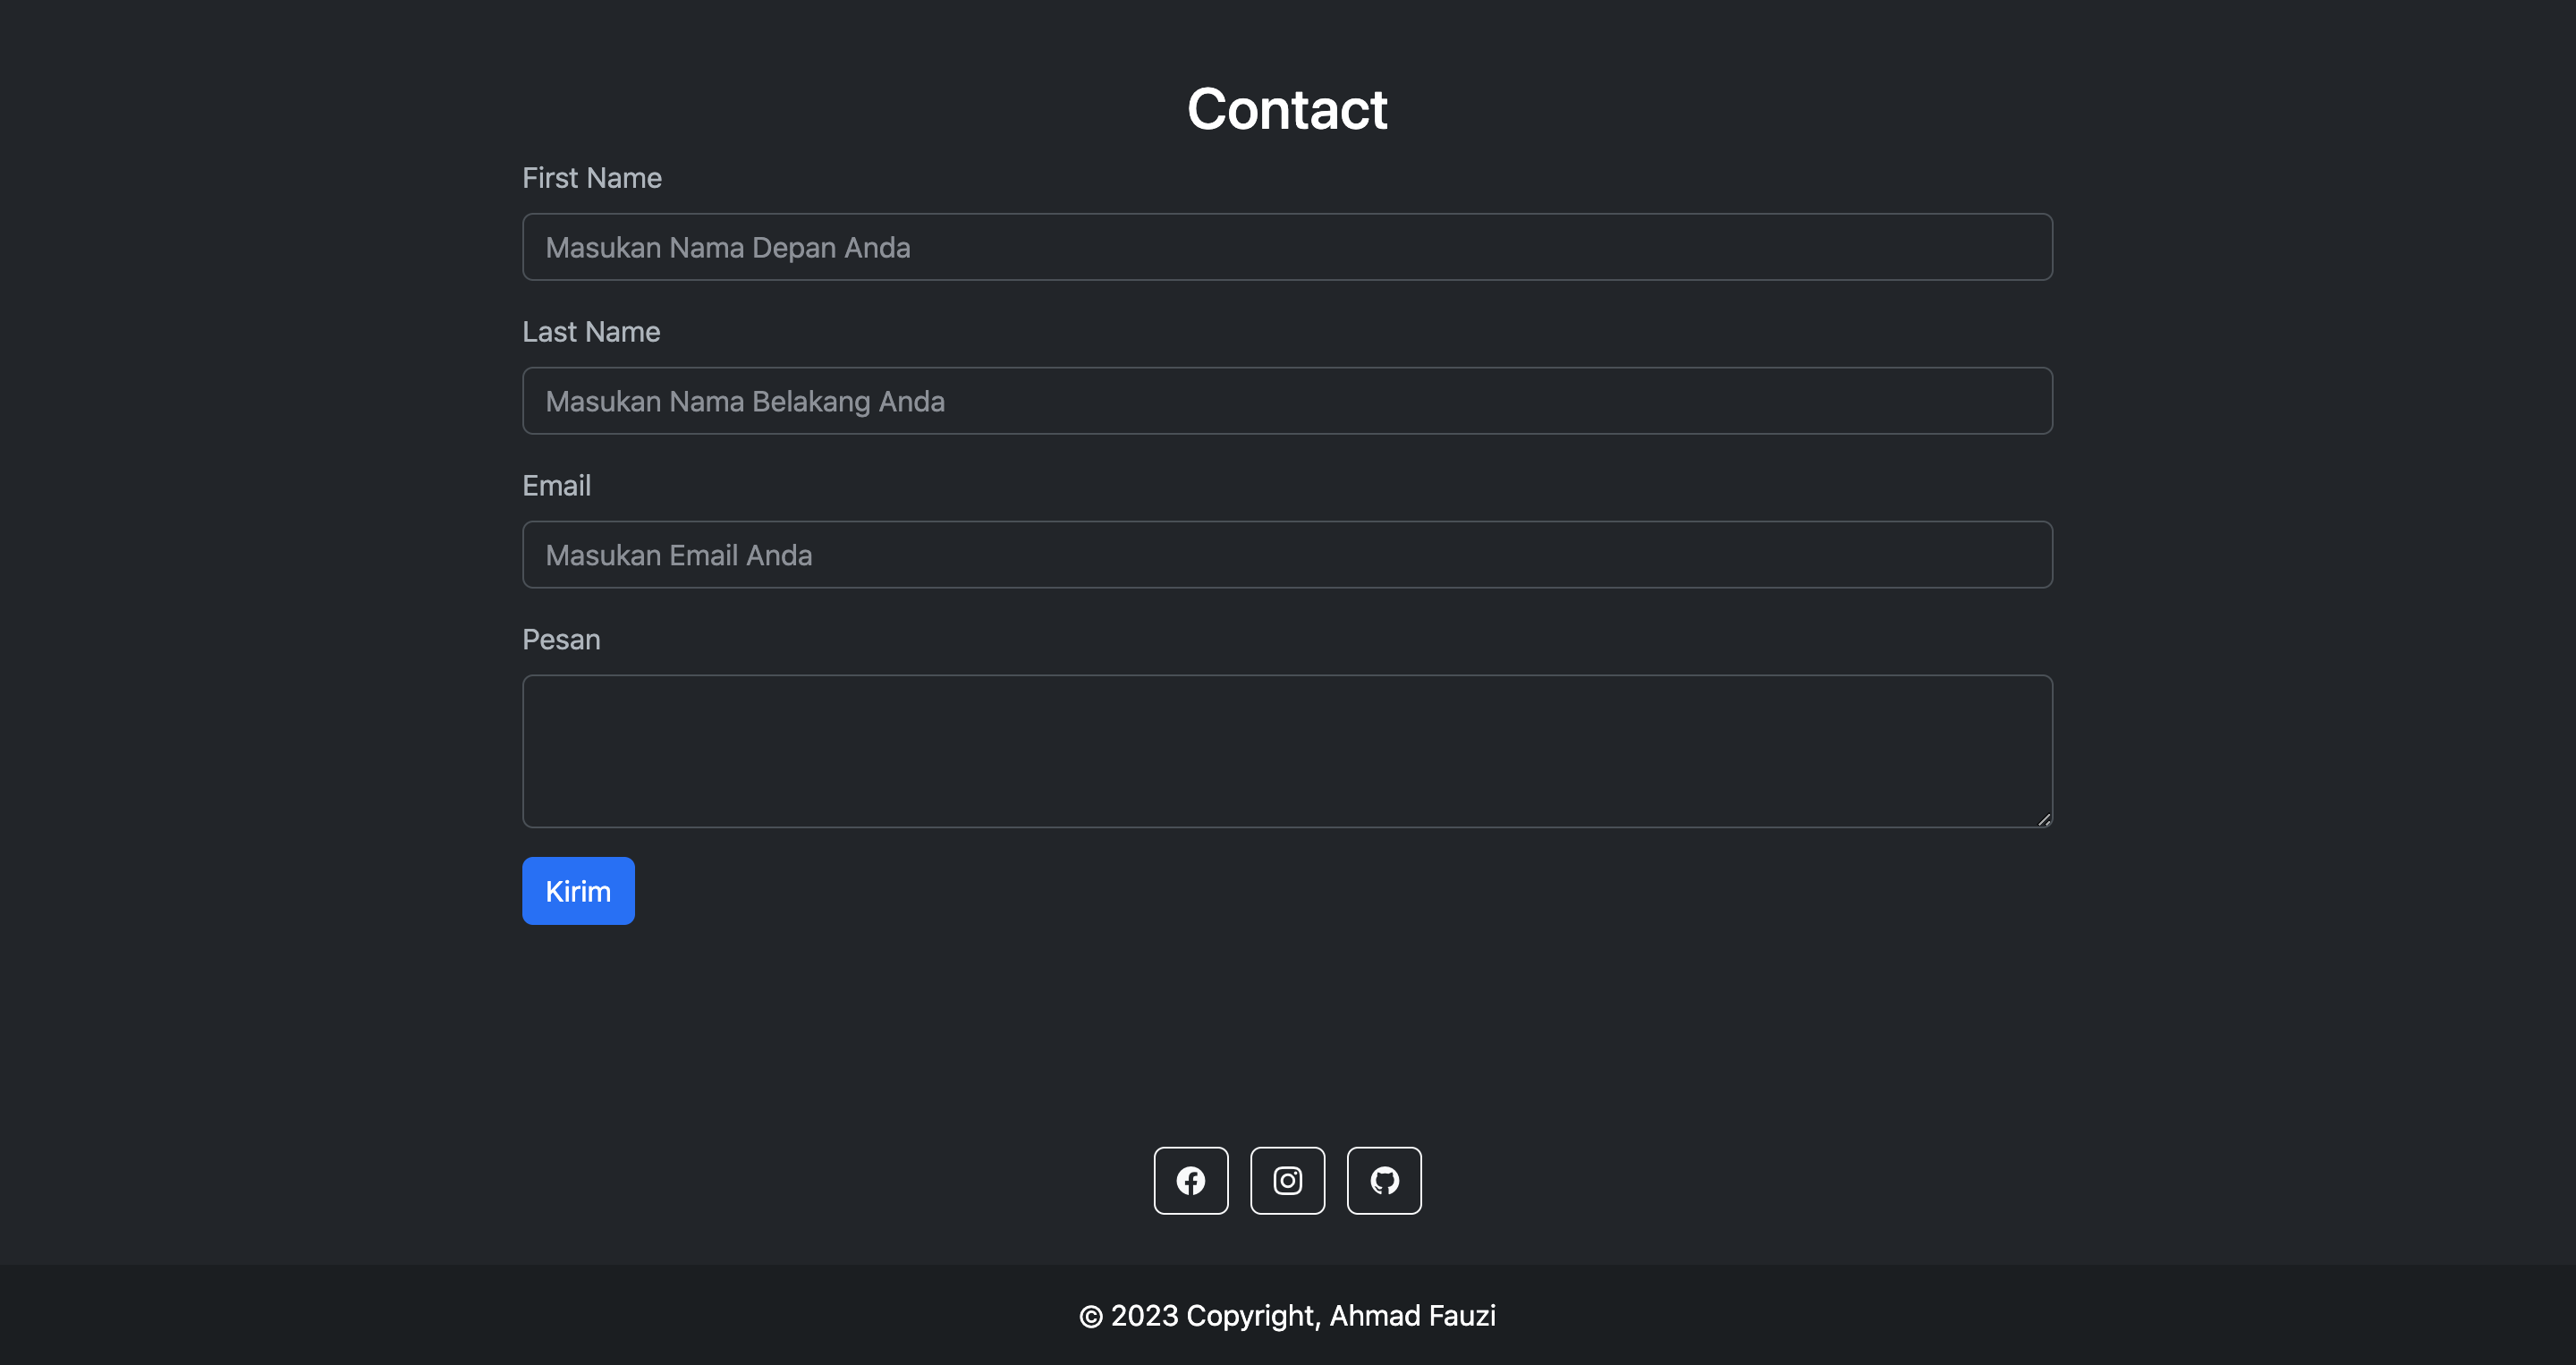 Contact
First Name
Masukan Nama Depan Anda
Last Name
Masukan Nama Belakang Anda
Email
Masukan Email Anda
Pesan
Kirim
© 2023 Copyright, Ahmad Fauzi